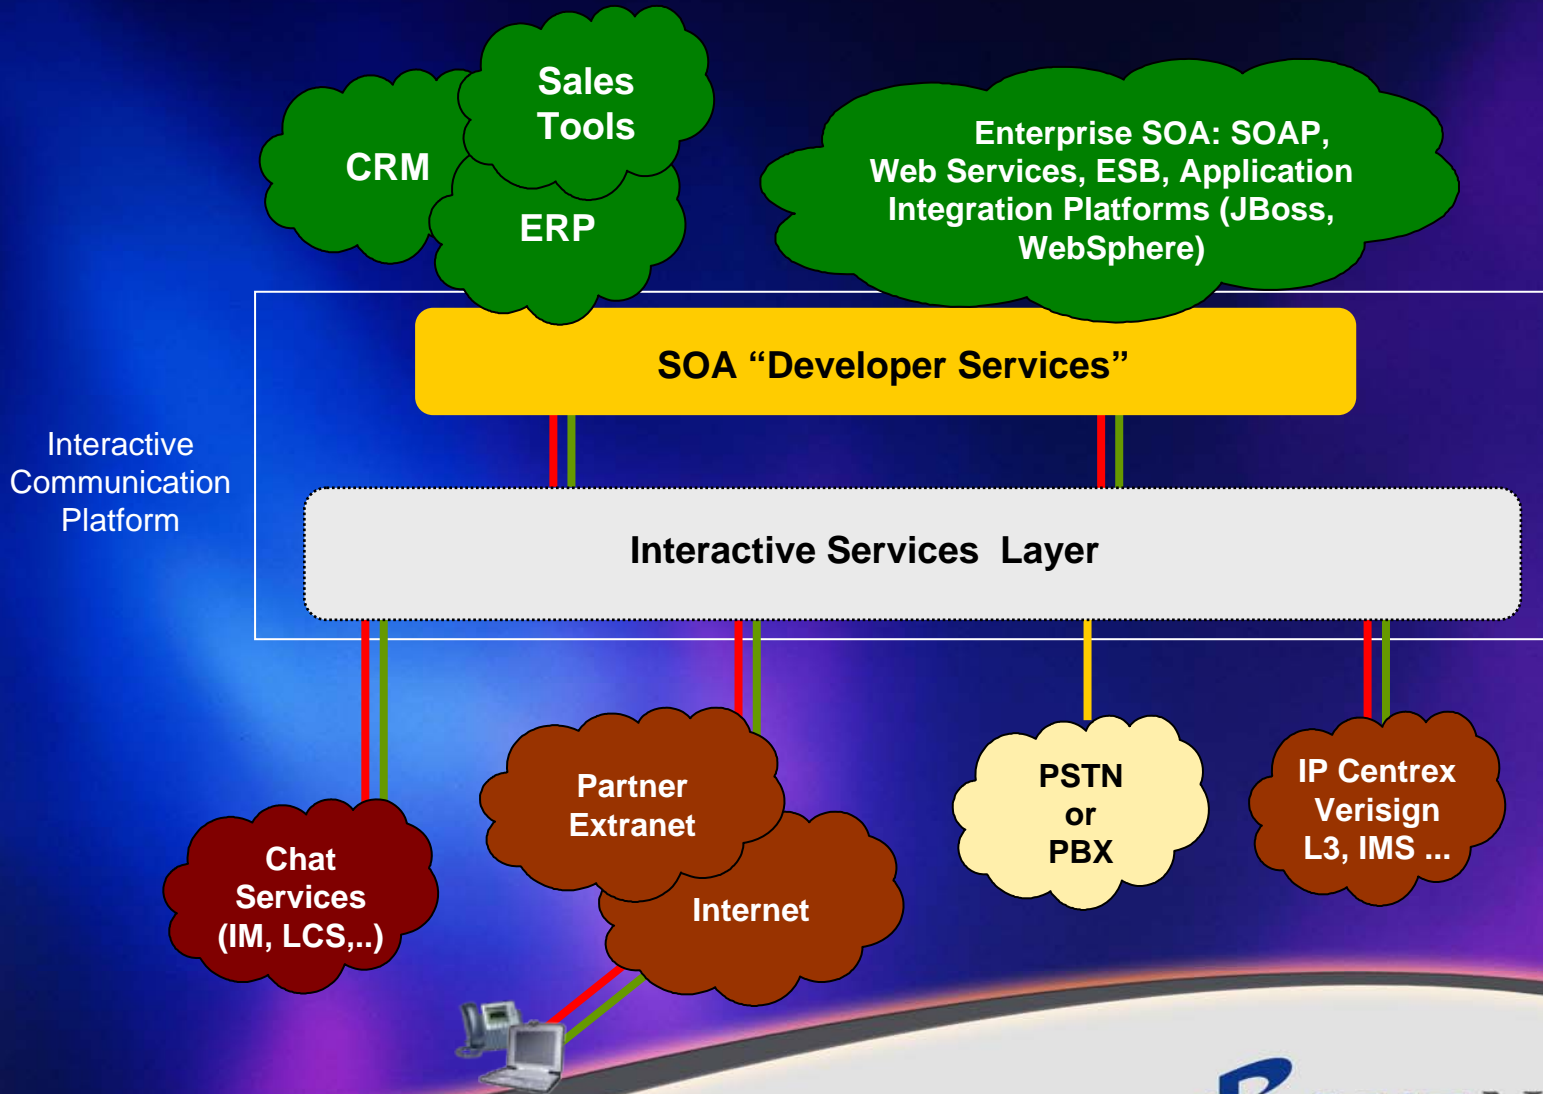 Sales
Tools
CRM
ERP
Enterprise SOA: SOAP,
Web Services, ESB, Application
Integration Platforms (JBoss,
WebSphere)
SOA “Developer Services”
Interactive
Communication
Platform
Interactive Services  Layer
Partner
Extranet
Internet
Chat
Services
(IM, LCS,..)
PSTN
or
PBX
IP Centrex
Verisign
L3, IMS ...